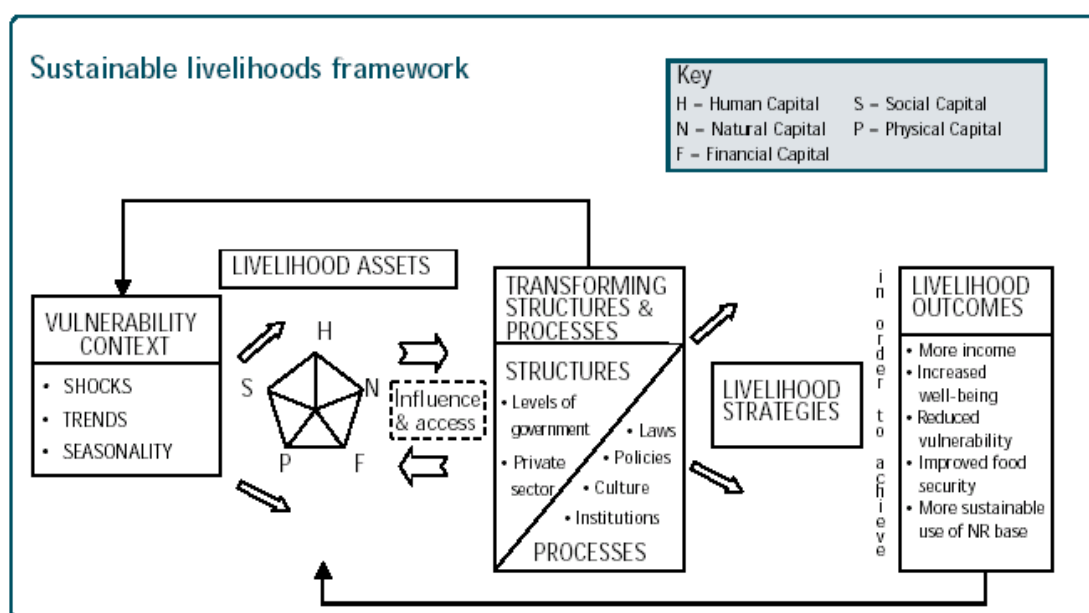 Sustainable livelihoods framework
Key
H – Human Capital S – Social Capital
N – Natural Capital P – Physical Capital
F – Financial Capital
LIVELIHOOD ASSETS
VULNERABILITY
CONTEXT
• SHOCKS
• TRENDS
• SEASONALITY
H
S
N
P
F
Influence
& access
TRANSFORMING
STRUCTURES &
PROCESSES
STRUCTURES
• Levels of
government
• Private
sector
• Laws
• Policies
• Culture
• Institutions
PROCESSES
LIVELIHOOD
STRATEGIES
in order to achieve
LIVELIHOOD
OUTCOMES
• More income
• Increased
well-being
• Reduced
vulnerability
• Improved food
security
• More sustainable
use of NR base